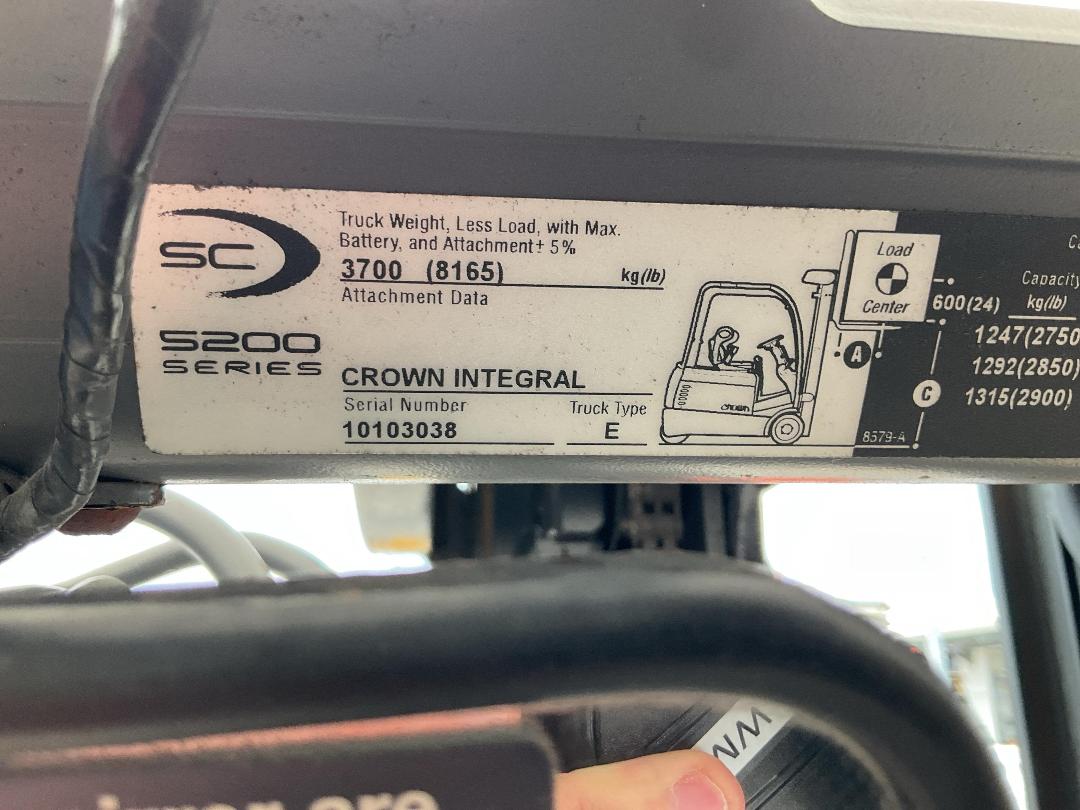 SC
5200
SERIES
Truck Weight, Less Load, with Max.
Battery, and Attachment ± 5%
3700 (8165) kg(lb)
Attachment Data
CROWN INTEGRAL
Serial Number Truck Type
10103038 E
crown
Load
Center
A
C
8579-A
600(24)
Capacity
kg(lb)
1247(2750
1292(2850)
1315(2900)
are